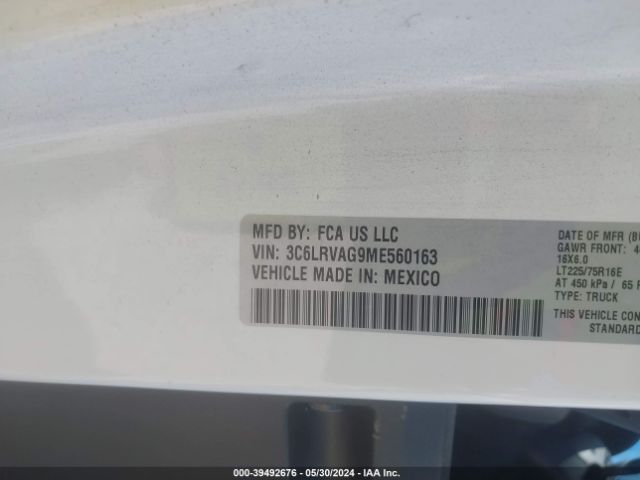 MFD BY: FCA US LLC
VIN: 3C6LRVAG9ME560163
VEHICLE MADE IN: MEXICO
DATE OF MFR
GAWR FRONT:
16X6.0
LT225/75R16E
AT 450 kPa / 65
TYPE: TRUCK
THIS VEHICLE
STANDARD
000-39492676 - 05/30/2024 - IAA Inc.